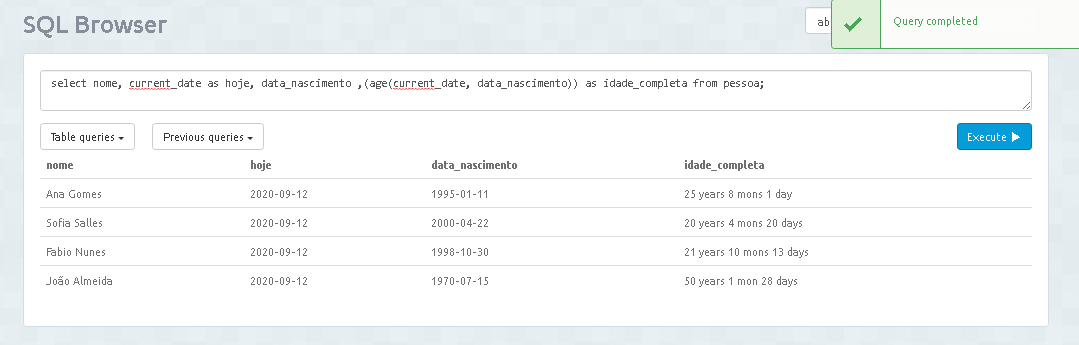 SQL Browser
ab
Query completed
select nome, current_date as hoje, data_nascimento ,(age(current_date, data_nascimento)) as idade_completa from pessoa;
Table queries
Previous queries
Execute
nome hoje data_nascimento idade_completa
Ana Gomes 2020-09-12 1995-01-11 25 years 8 mons 1 day
Sofia Salles 2020-09-12 2000-04-22 20 years 4 mons 20 days
Fabio Nunes 2020-09-12 1998-10-30 21 years 10 mons 13 days
João Almeida 2020-09-12 1970-07-15 50 years 1 mon 28 days